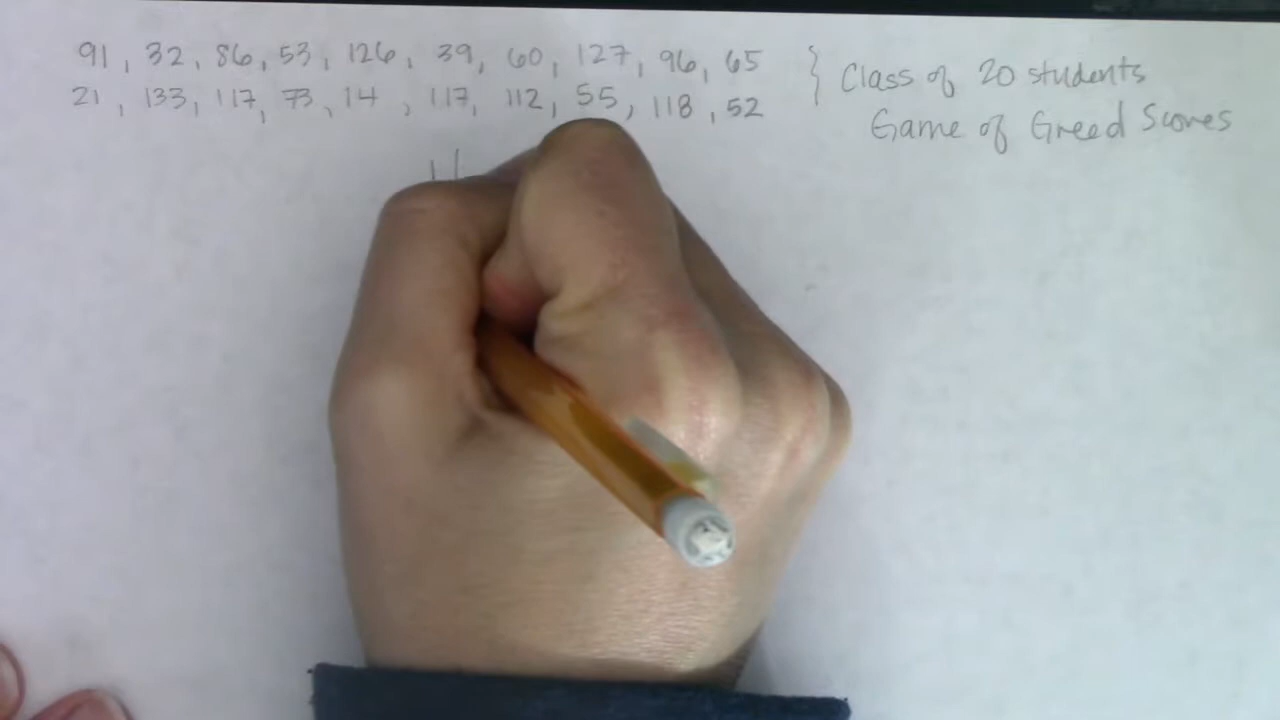 91, 32, 86, 53, 126, 39, 60, 127, 96, 65
21, 133, 117, 73, 14, 117, 112, 55, 118, 52
} Class of 20 students
Game of Greed Scores